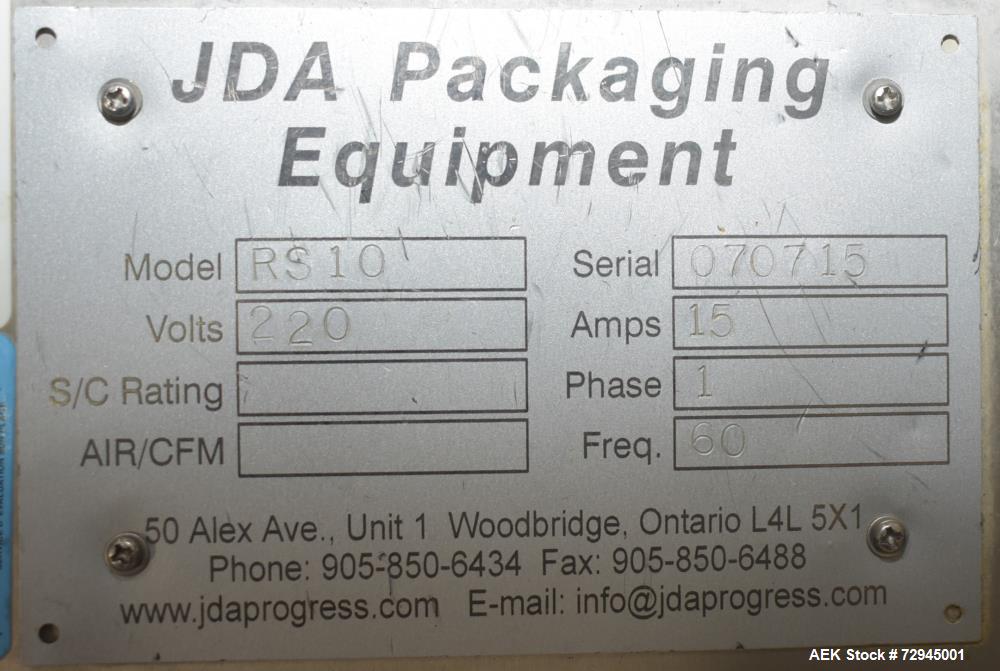 JDA Packaging
Equipment
Model RS10 Serial 070715
Volts 220 Amps 15
S/C Rating Phase 1
AIR/CFM Freq. 60
50 Alex Ave., Unit 1 Woodbridge, Ontario L4L 5X1
Phone: 905-850-6434 Fax: 905-850-6488
www.jdaprogress.com E-mail: info@jdaprogress.com
AEK Stock # 72945001